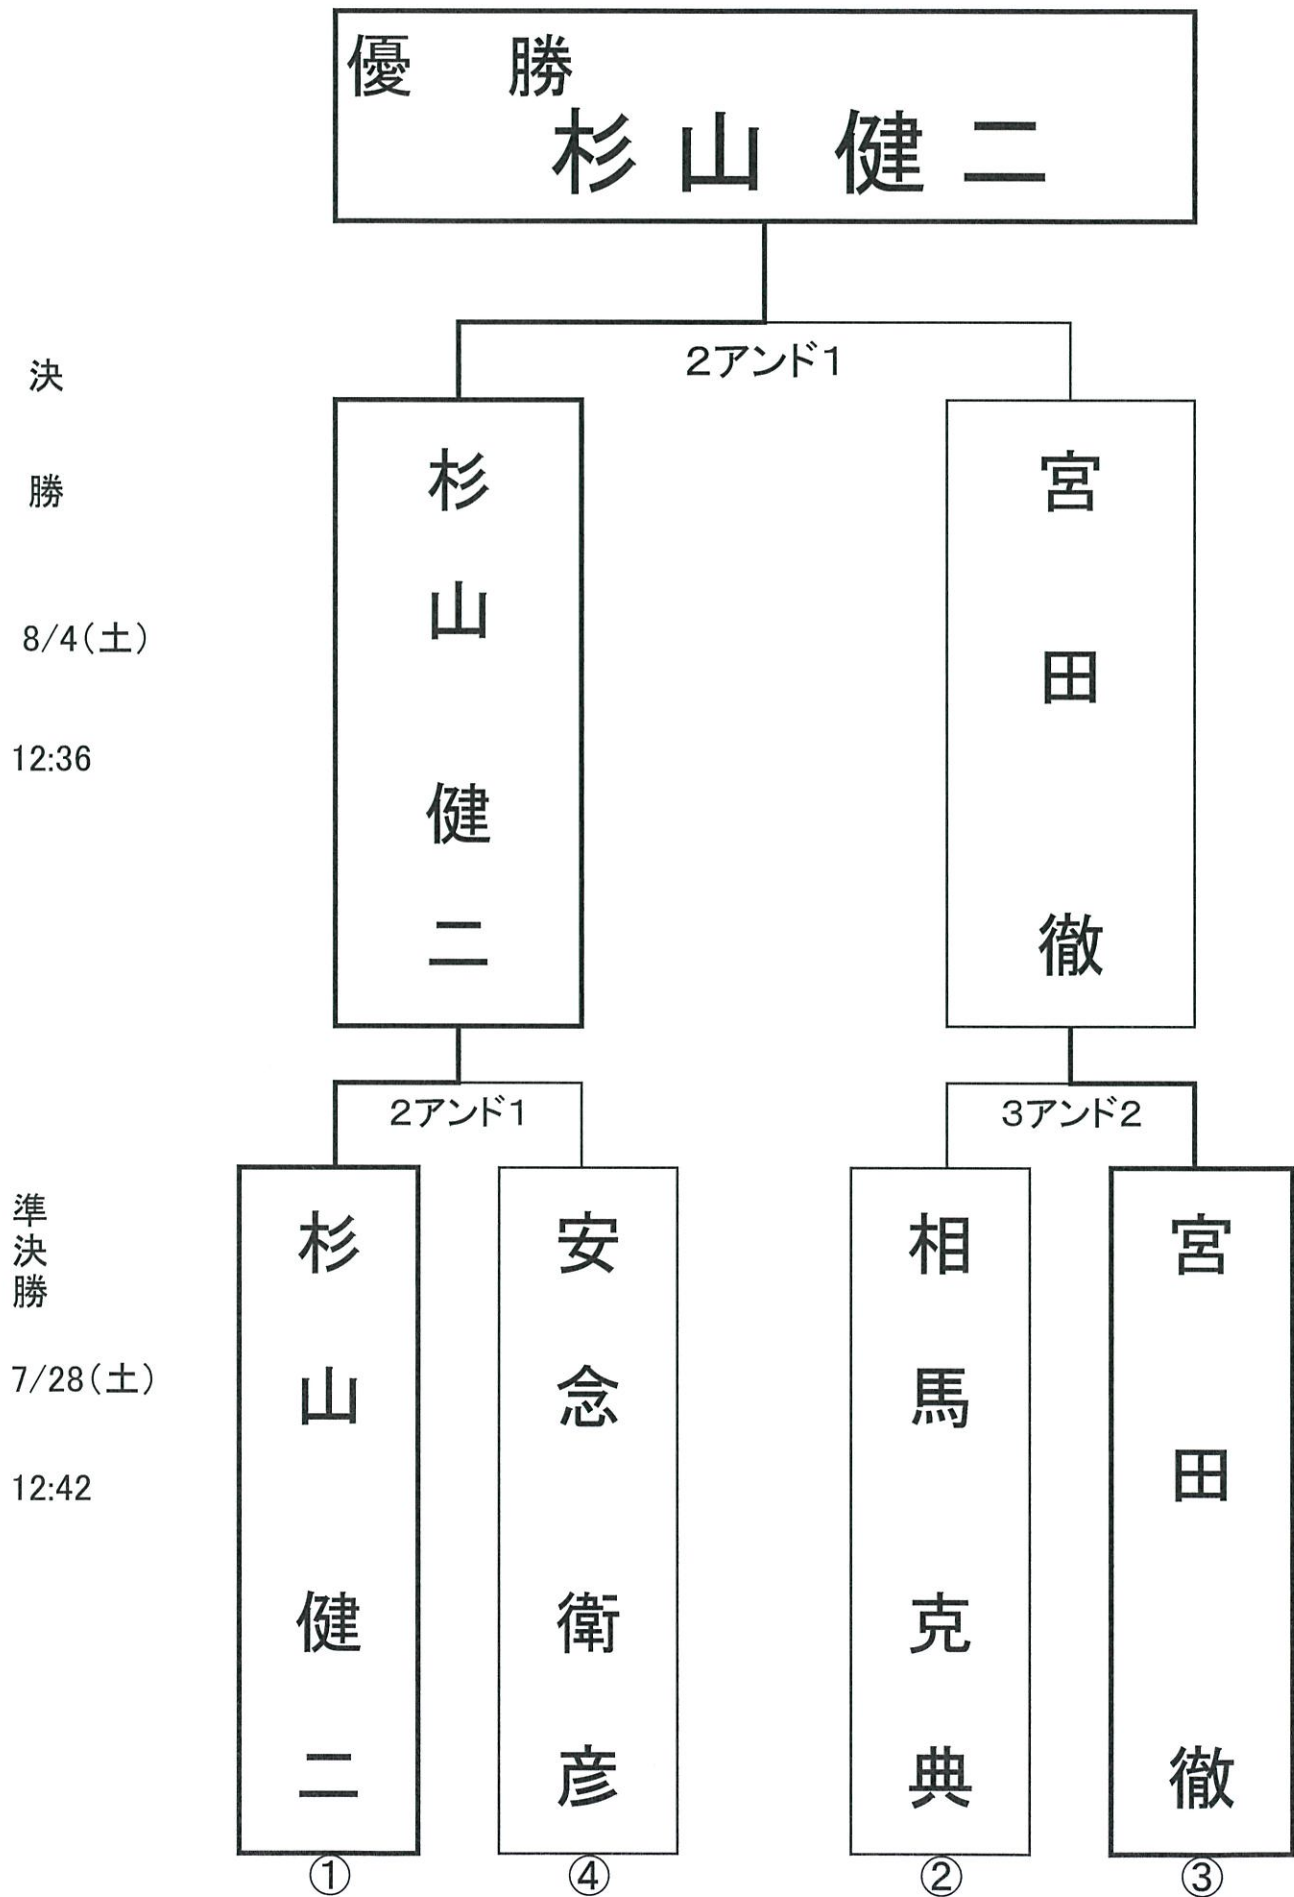 優 勝
杉山 健二
2アンド1
決
勝
8/4(土)
12:36
杉山 健二
宮田 徹
2アンド1
3アンド2
準決勝
7/28(土)
12:42
杉山 健二
安念 衛彦
相馬 克典
宮田 徹
①
④
②
③